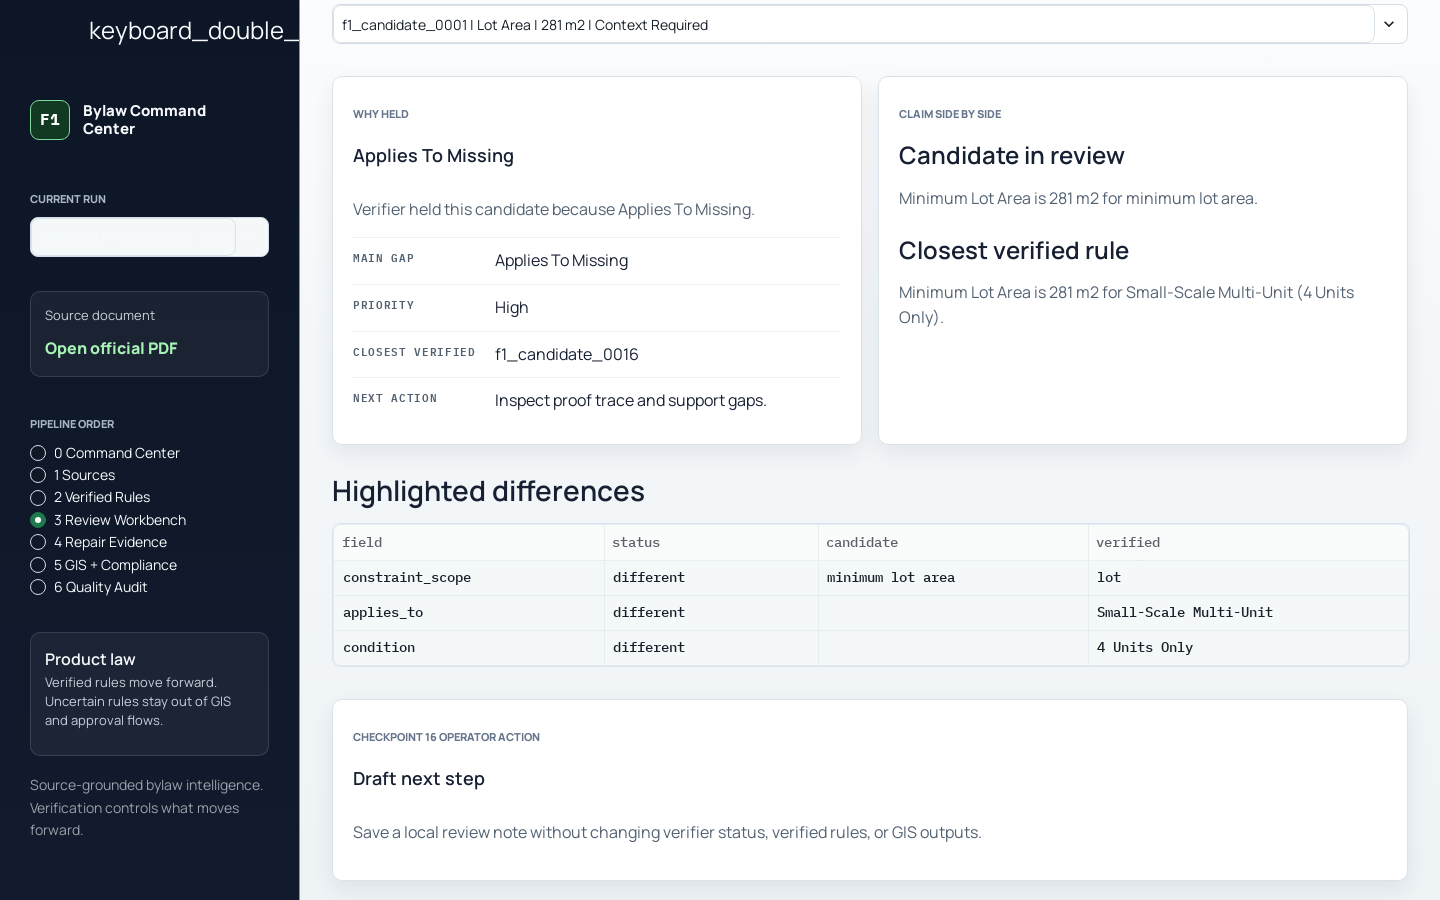 keyboard_double_
F1
Bylaw Command
Center
CURRENT RUN
Source document
Open official PDF
PIPELINE ORDER
0 Command Center
1 Sources
2 Verified Rules
3 Review Workbench
4 Repair Evidence
5 GIS + Compliance
6 Quality Audit
Product law
Verified rules move forward.
Uncertain rules stay out of GIS
and approval flows.
Source-grounded bylaw intelligence.
Verification controls what moves
forward.
f1_candidate_0001 | Lot Area | 281 m2 | Context Required
WHY HELD
Applies To Missing
Verifier held this candidate because Applies To Missing.
MAIN GAP Applies To Missing
PRIORITY High
CLOSEST VERIFIED f1_candidate_0016
NEXT ACTION Inspect proof trace and support gaps.
CLAIM SIDE BY SIDE
Candidate in review
Minimum Lot Area is 281 m2 for minimum lot area.
Closest verified rule
Minimum Lot Area is 281 m2 for Small-Scale Multi-Unit (4 Units
Only).
Highlighted differences
field status candidate verified
constraint_scope different minimum lot area lot
applies_to different Small-Scale Multi-Unit
condition different 4 Units Only
CHECKPOINT 16 OPERATOR ACTION
Draft next step
Save a local review note without changing verifier status, verified rules, or GIS outputs.